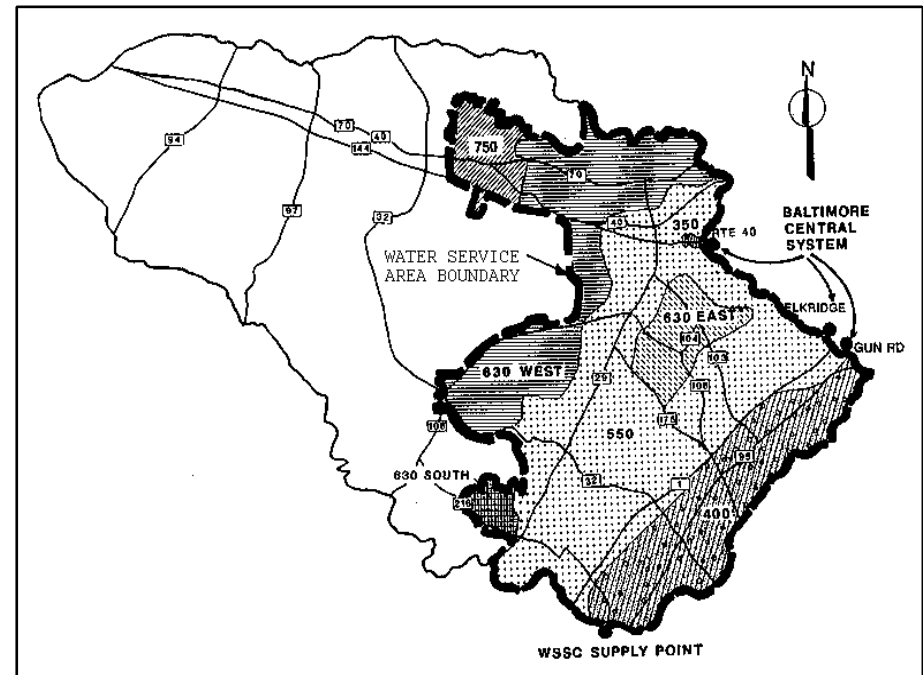 N
94
70
40
144
750
70
97
32
40
350
RTE 40
BALTIMORE
CENTRAL
SYSTEM
WATER SERVICE
AREA BOUNDARY
630 EAST
ELKRIDGE
104
103
GUN RD
630 WEST
29
108
108
175
550
95
630 SOUTH
216
32
1
400
WSSC SUPPLY POINT